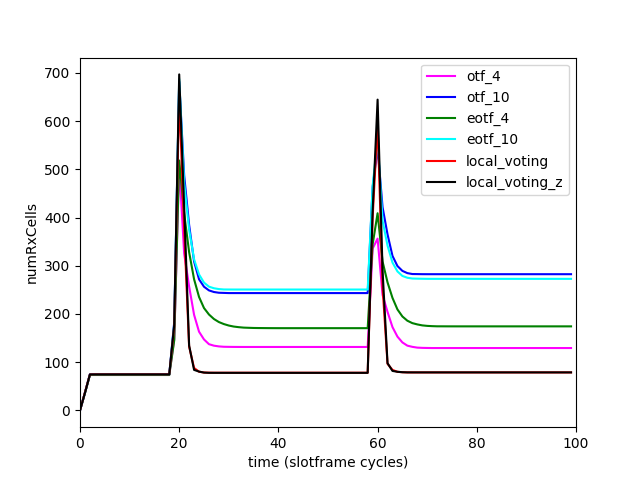 700
600
500
400
300
200
100
0
numRxCells
0 20 40 60 80 100
time (slotframe cycles)
otf_4
otf_10
eotf_4
eotf_10
local_voting
local_voting_z